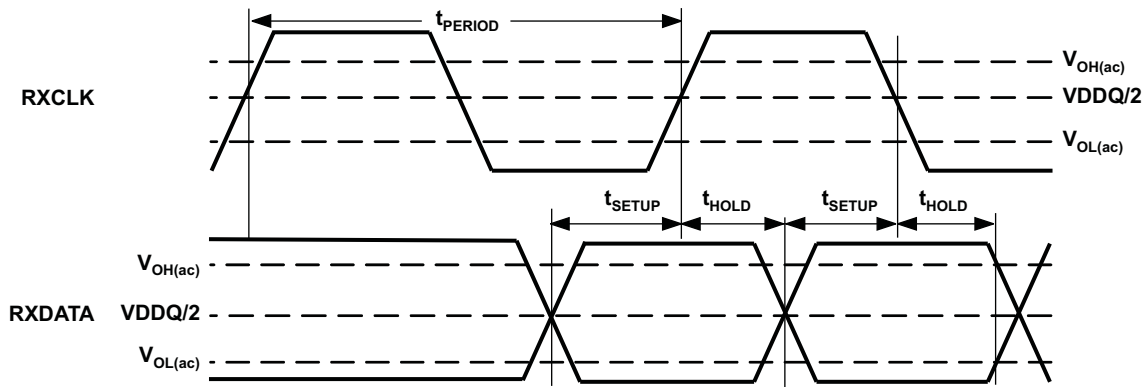 tPERIOD
VOH(ac)
RXCLK
VDDQ/2
VOL(ac)
tSETUP
tHOLD
tSETUP
tHOLD
VOH(ac)
RXDATA
VDDQ/2
VOL(ac)